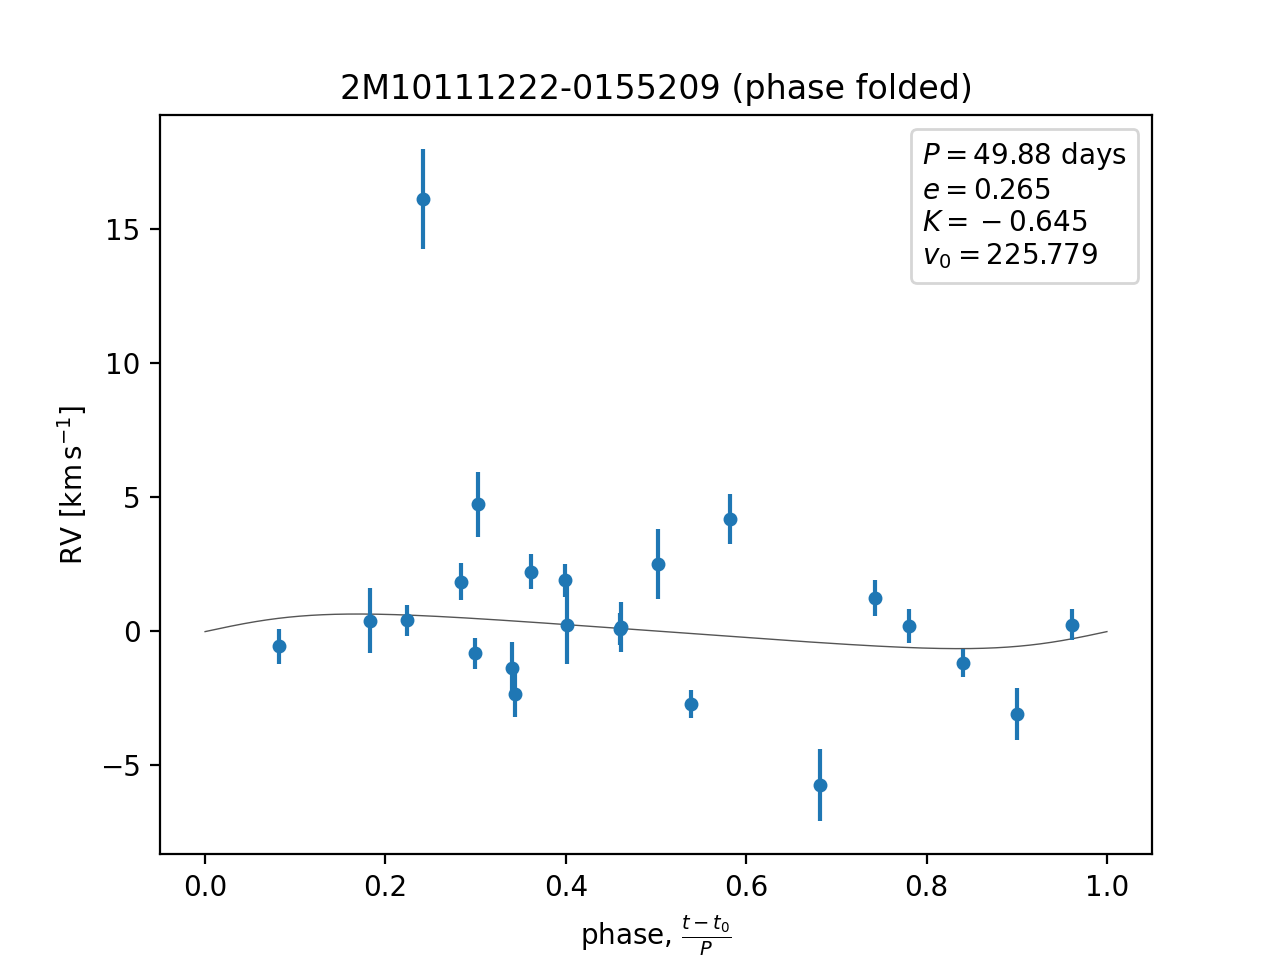 2M10111222-0155209 (phase folded)
P = 49.88 days
e = 0.265
K = −0.645
v₀ = 225.779
15
10
5
0
−5
RV [km s⁻¹]
0.0 0.2 0.4 0.6 0.8 1.0
phase, (t − t₀)/P